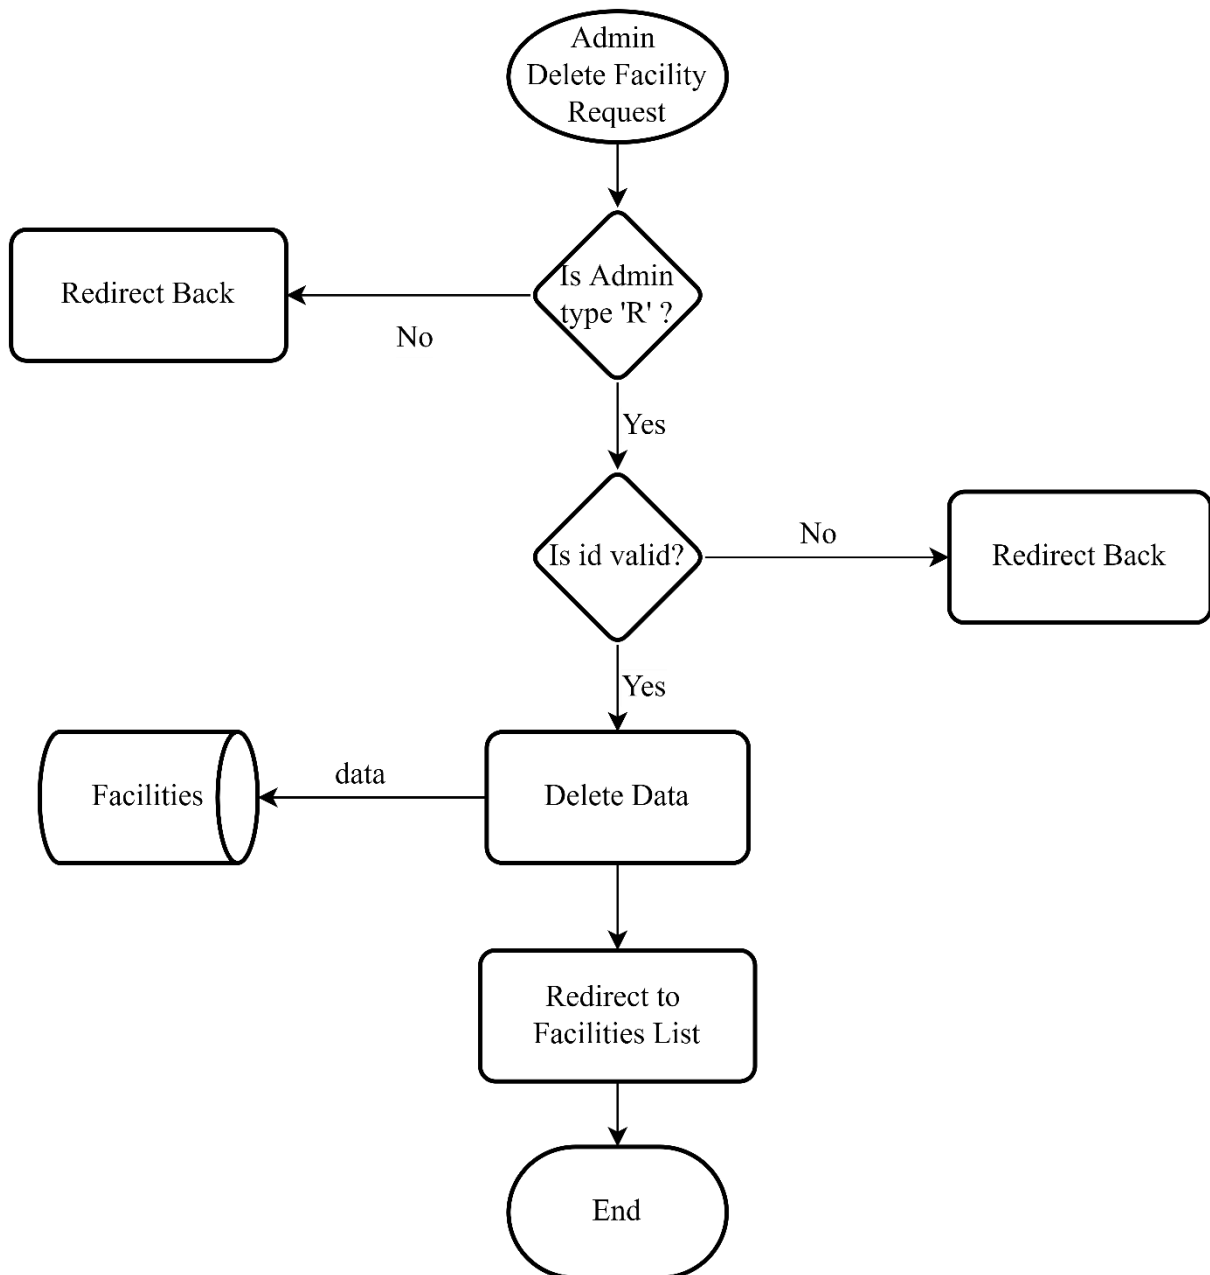 Admin
Delete Facility
Request
Is Admin
type 'R' ?
Redirect Back
No
Yes
Is id valid?
No
Redirect Back
Yes
Facilities
data
Delete Data
Redirect to
Facilities List
End